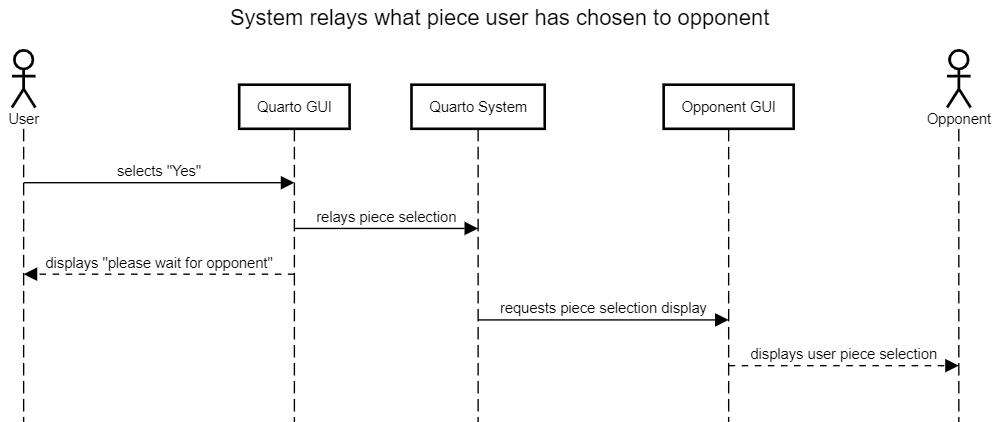 System relays what piece user has chosen to opponent
User
Quarto GUI
Quarto System
Opponent GUI
Opponent
selects "Yes"
relays piece selection
displays "please wait for opponent"
requests piece selection display
displays user piece selection